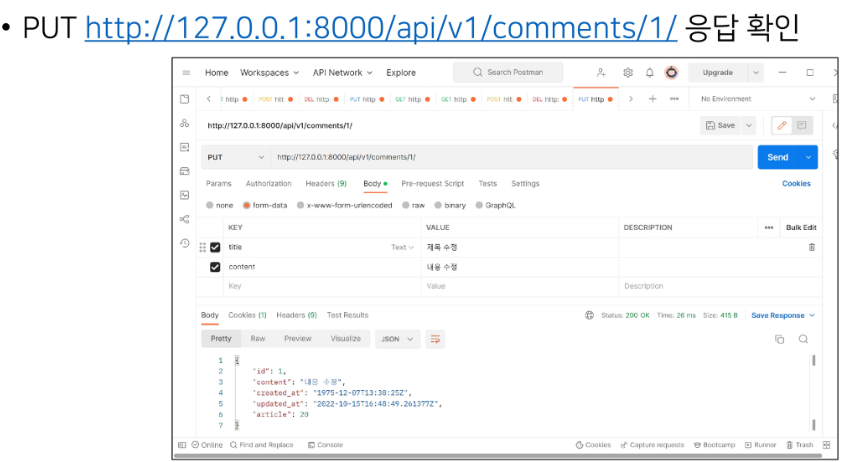 • PUT http://127.0.0.1:8000/api/v1/comments/1/ 응답 확인
Home Workspaces API Network Explore Search Postman Upgrade
http POST htt DEL http PUT http GET http GET http POST htt DEL http PUT http + ••• No Environment
http://127.0.0.1:8000/api/v1/comments/1/ Save
PUT http://127.0.0.1:8000/api/v1/comments/1/ Send
Params Authorization Headers (9) Body Pre-request Script Tests Settings Cookies
none form-data x-www-form-urlencoded raw binary GraphQL
KEY VALUE DESCRIPTION ••• Bulk Edit
title Text 제목 수정
content 내용 수정
Key Value Description
Body Cookies (1) Headers (9) Test Results Status: 200 OK Time: 26 ms Size: 415 B Save Response
Pretty Raw Preview Visualize JSON
1 {
2 "id": 1,
3 "content": "내용 수정",
4 "created_at": "1975-12-07T13:38:25Z",
5 "updated_at": "2022-10-15T16:48:49.261377Z",
6 "article": 20
7 }
Online Find and Replace Console Cookies Capture requests Bootcamp Runner Trash